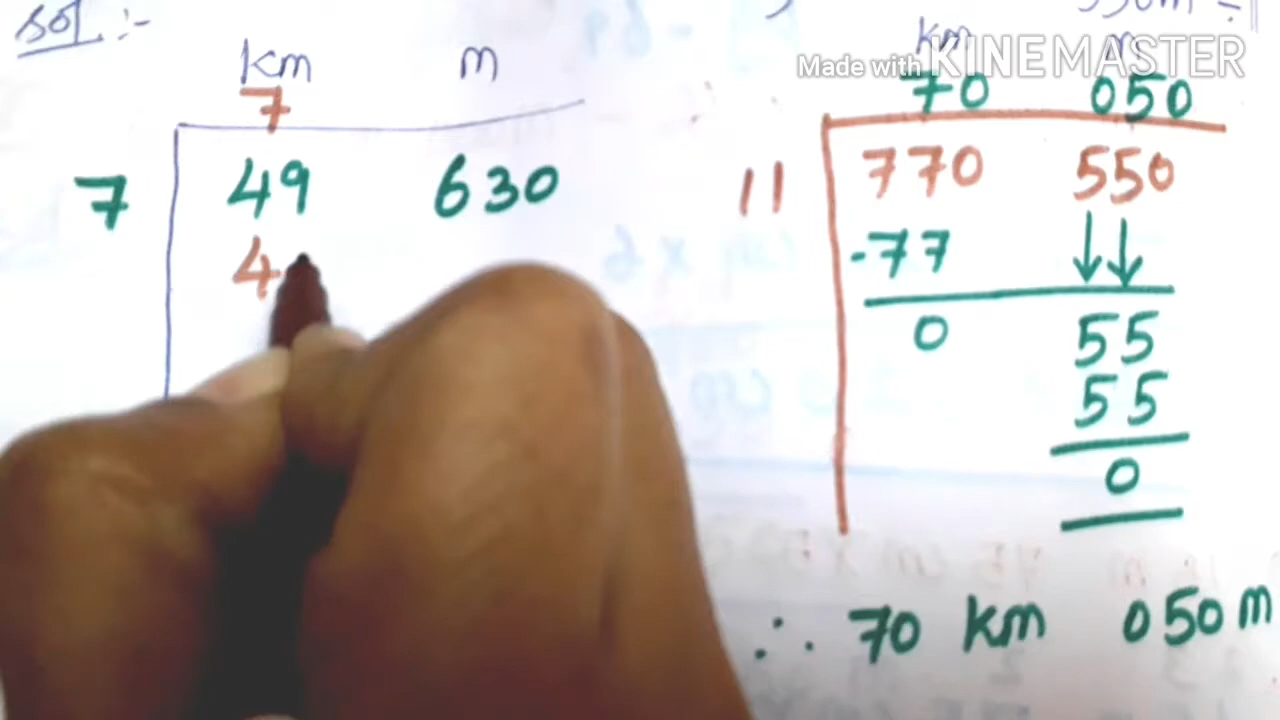 Sol :-
km m
7
7 49 630
4
km m
70 050
11 770 550
-77 ↓↓
0 55
55
0
∴ 70 km 050 m
Made with KINEMASTER